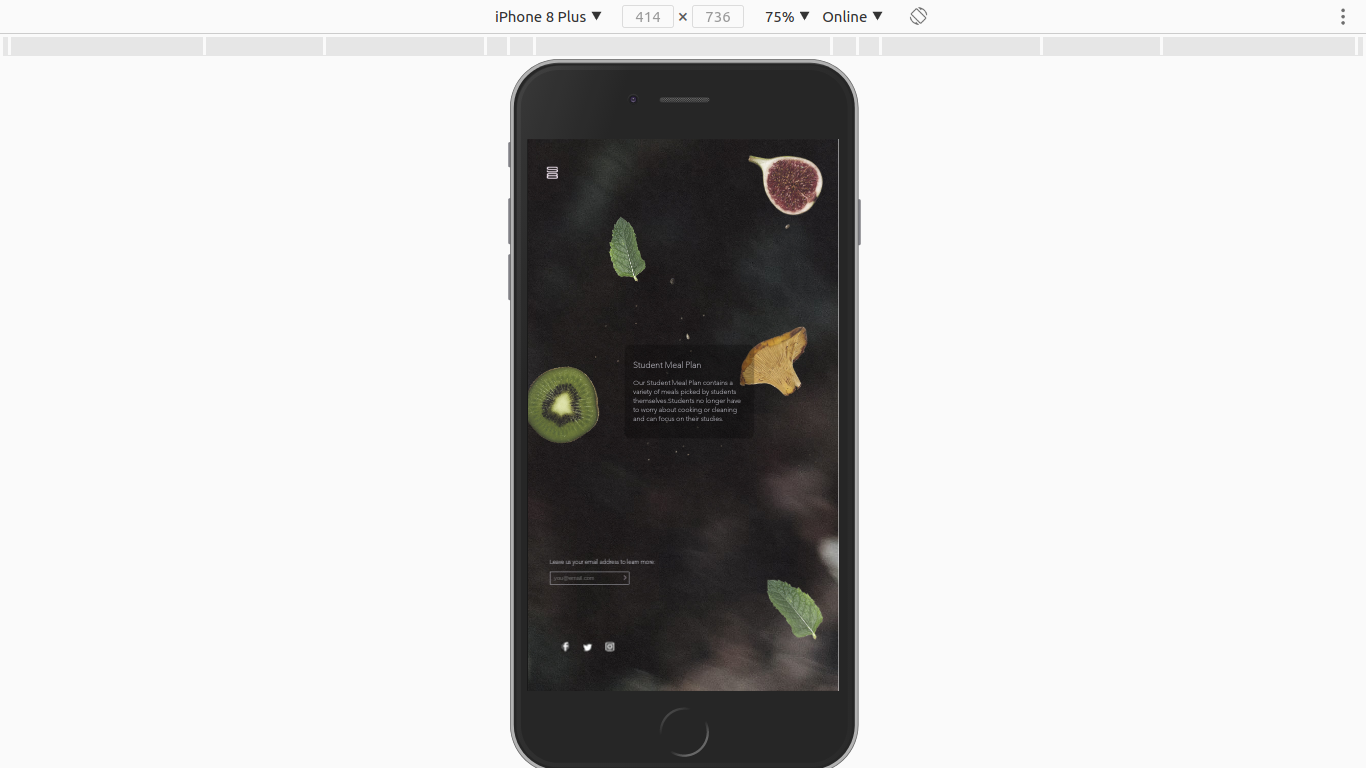 iPhone 8 Plus ▼ 414 × 736 75% ▼ Online ▼
Student Meal Plan
Our Student Meal Plan contains a
variety of meals picked by students
themselves.Students no longer have
to worry about cooking or cleaning
and can focus on their studies.
Leave us your email address to learn more:
you@email.com